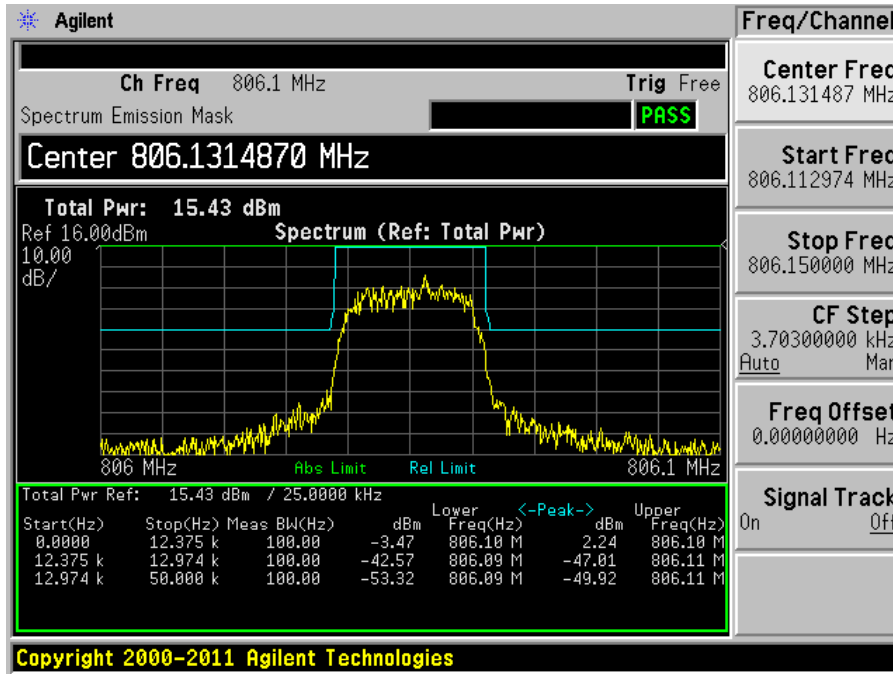 Agilent
Freq/Channel
Ch Freq 806.1 MHz Trig Free
Spectrum Emission Mask PASS
Center 806.1314870 MHz
Center Freq
806.131487 MHz
Start Freq
806.112974 MHz
Stop Freq
806.150000 MHz
CF Step
3.70300000 kHz
Auto Man
Freq Offset
0.00000000 Hz
Signal Track
On Off
Total Pwr: 15.43 dBm
Ref 16.00dBm Spectrum (Ref: Total Pwr)
10.00
dB/
806 MHz Abs Limit Rel Limit 806.1 MHz
Total Pwr Ref: 15.43 dBm / 25.0000 kHz
Lower <-Peak-> Upper
Start(Hz) Stop(Hz) Meas BW(Hz) dBm Freq(Hz) dBm Freq(Hz)
0.0000 12.375 k 100.00 -3.47 806.10 M 2.24 806.10 M
12.375 k 12.974 k 100.00 -42.57 806.09 M -47.01 806.11 M
12.974 k 50.000 k 100.00 -53.32 806.09 M -49.92 806.11 M
Copyright 2000-2011 Agilent Technologies